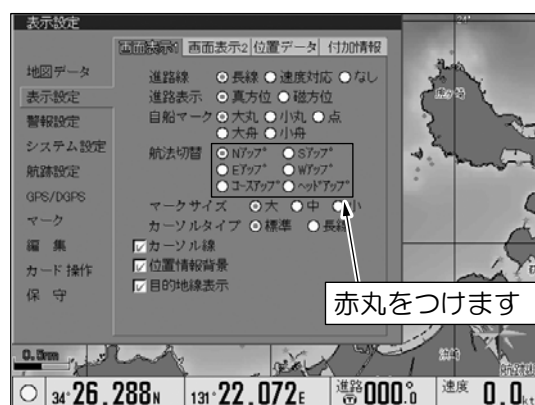 表示設定
画面表示1 画面表示2 位置データ 付加情報
地図データ
表示設定
警報設定
システム設定
航跡設定
GPS/DGPS
マーク
編 集
カード操作
保 守
進路線 長線 速度対応 なし
進路表示 真方位 磁方位
自船マーク 大丸 小丸 点
大舟 小舟
航法切替 Nアップ Sアップ
Eアップ Wアップ
コースアップ ヘッドアップ
マークサイズ 大 中 小
カーソルタイプ 標準 長線
カーソル線
位置情報背景
目的地線表示
赤丸をつけます
24'
虎ヶ崎
0.5nm
34°26.288N 131°22.072E 進路 000.°0 速度 0.0kt